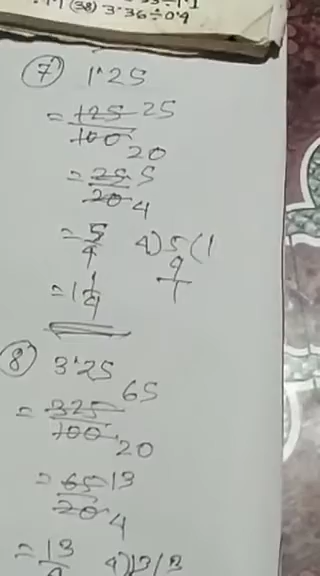 (38) 3·36÷0·4
7 1·25
= 125/100 25/20
= 25/20 5/4
= 5/4 4)5(1
4
1
= 1 1/4
8 3·25
= 325/100 65/20
= 65/20 13/4
= 13